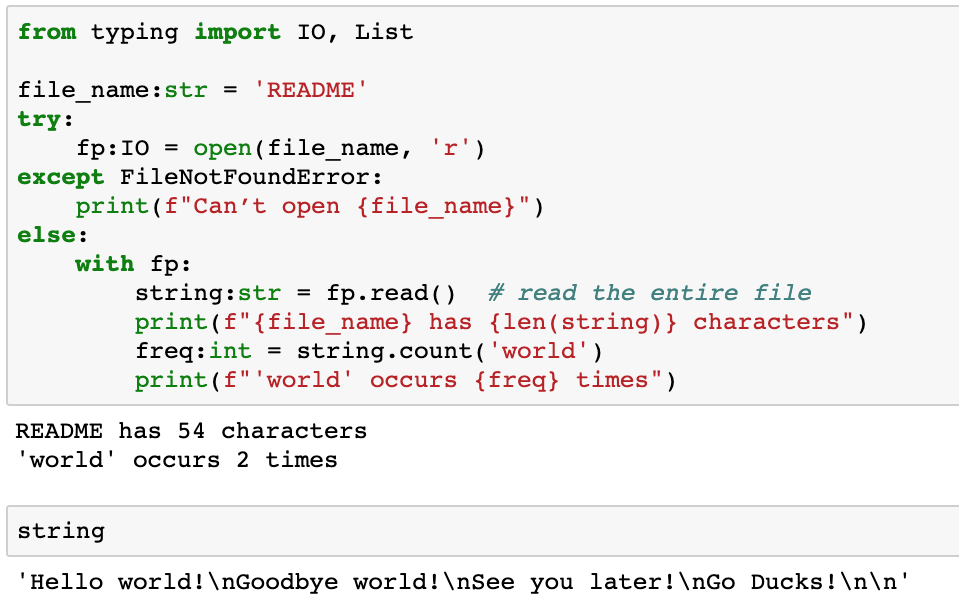 from typing import IO, List
file_name:str = 'README'
try:
    fp:IO = open(file_name, 'r')
except FileNotFoundError:
    print(f"Can’t open {file_name}")
else:
    with fp:
        string:str = fp.read()  # read the entire file
        print(f"{file_name} has {len(string)} characters")
        freq:int = string.count('world')
        print(f"'world' occurs {freq} times")
README has 54 characters
'world' occurs 2 times
string
'Hello world!\nGoodbye world!\nSee you later!\nGo Ducks!\n\n'